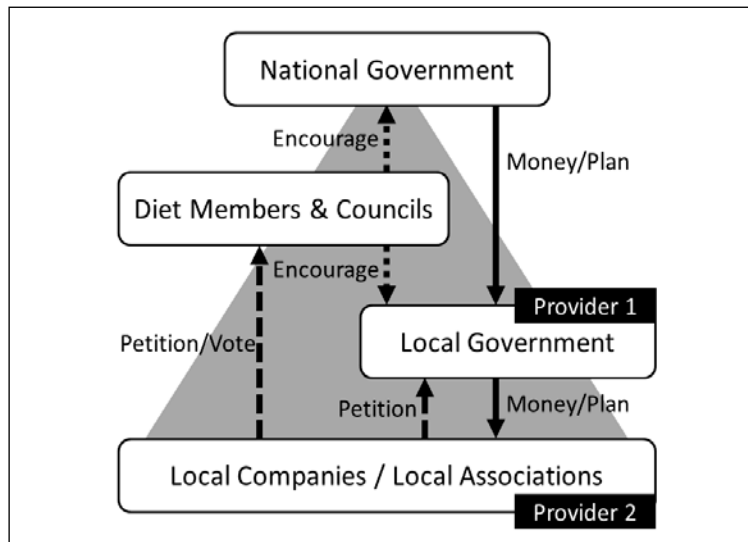 National Government
Encourage
Money/Plan
Diet Members & Councils
Encourage
Provider 1
Local Government
Petition/Vote
Petition
Money/Plan
Local Companies / Local Associations
Provider 2